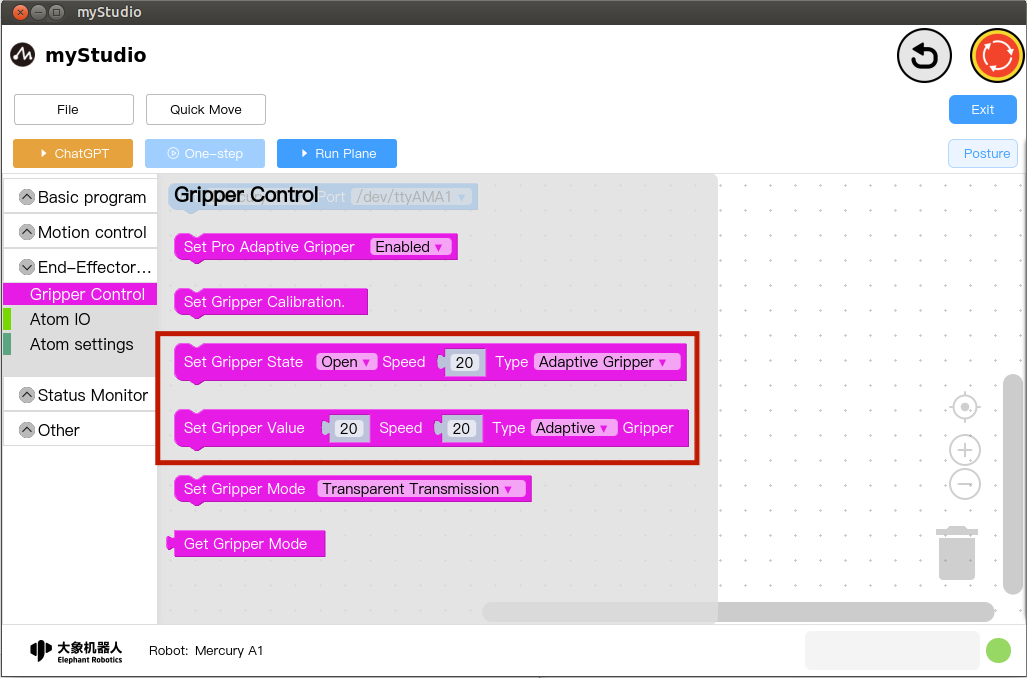 myStudio
myStudio
File
Quick Move
Exit
ChatGPT
One-step
Run Plane
Posture
Basic program
Motion control
End-Effector...
Gripper Control
Atom IO
Atom settings
Status Monitor
Other
Gripper Control
Port /dev/ttyAMA1
Set Pro Adaptive Gripper Enabled
Set Gripper Calibration.
Set Gripper State Open Speed 20 Type Adaptive Gripper
Set Gripper Value 20 Speed 20 Type Adaptive Gripper
Set Gripper Mode Transparent Transmission
Get Gripper Mode
大象机器人
Elephant Robotics
Robot: Mercury A1